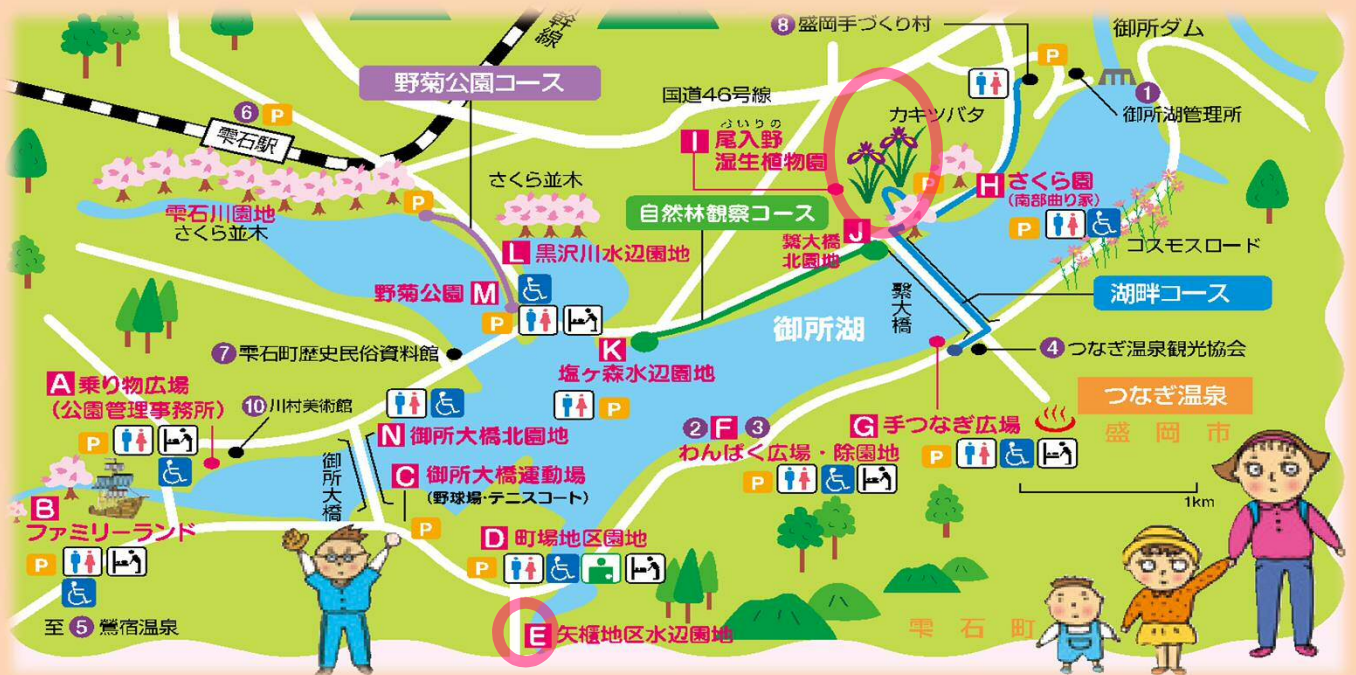 8 盛岡手づくり村
御所ダム
幹線
野菊公園コース
国道46号線
P
カキツバタ
1
御所湖管理所
6 P
雫石駅
ぶいりの
I 尾入野
湿生植物園
さくら並木
P
H さくら園
(南部曲り家)
P
雫石川園地
さくら並木
P
自然林観察コース
J
繋大橋
北園地
コスモスロード
L 黒沢川水辺園地
野菊公園 M
P
繋大橋
湖畔コース
御所湖
7 雫石町歴史民俗資料館
K
塩ヶ森水辺園地
P
4 つなぎ温泉観光協会
A 乗り物広場
(公園管理事務所)
P
10 川村美術館
つなぎ温泉
盛岡市
N 御所大橋北園地
2 F 3
わんぱく広場・除園地
P
G 手つなぎ広場
P
御所大橋
C 御所大橋運動場
(野球場・テニスコート)
P
1km
B
ファミリーランド
P
D 町場地区園地
P
至 5 鶯宿温泉
E 矢櫃地区水辺園地
雫石町